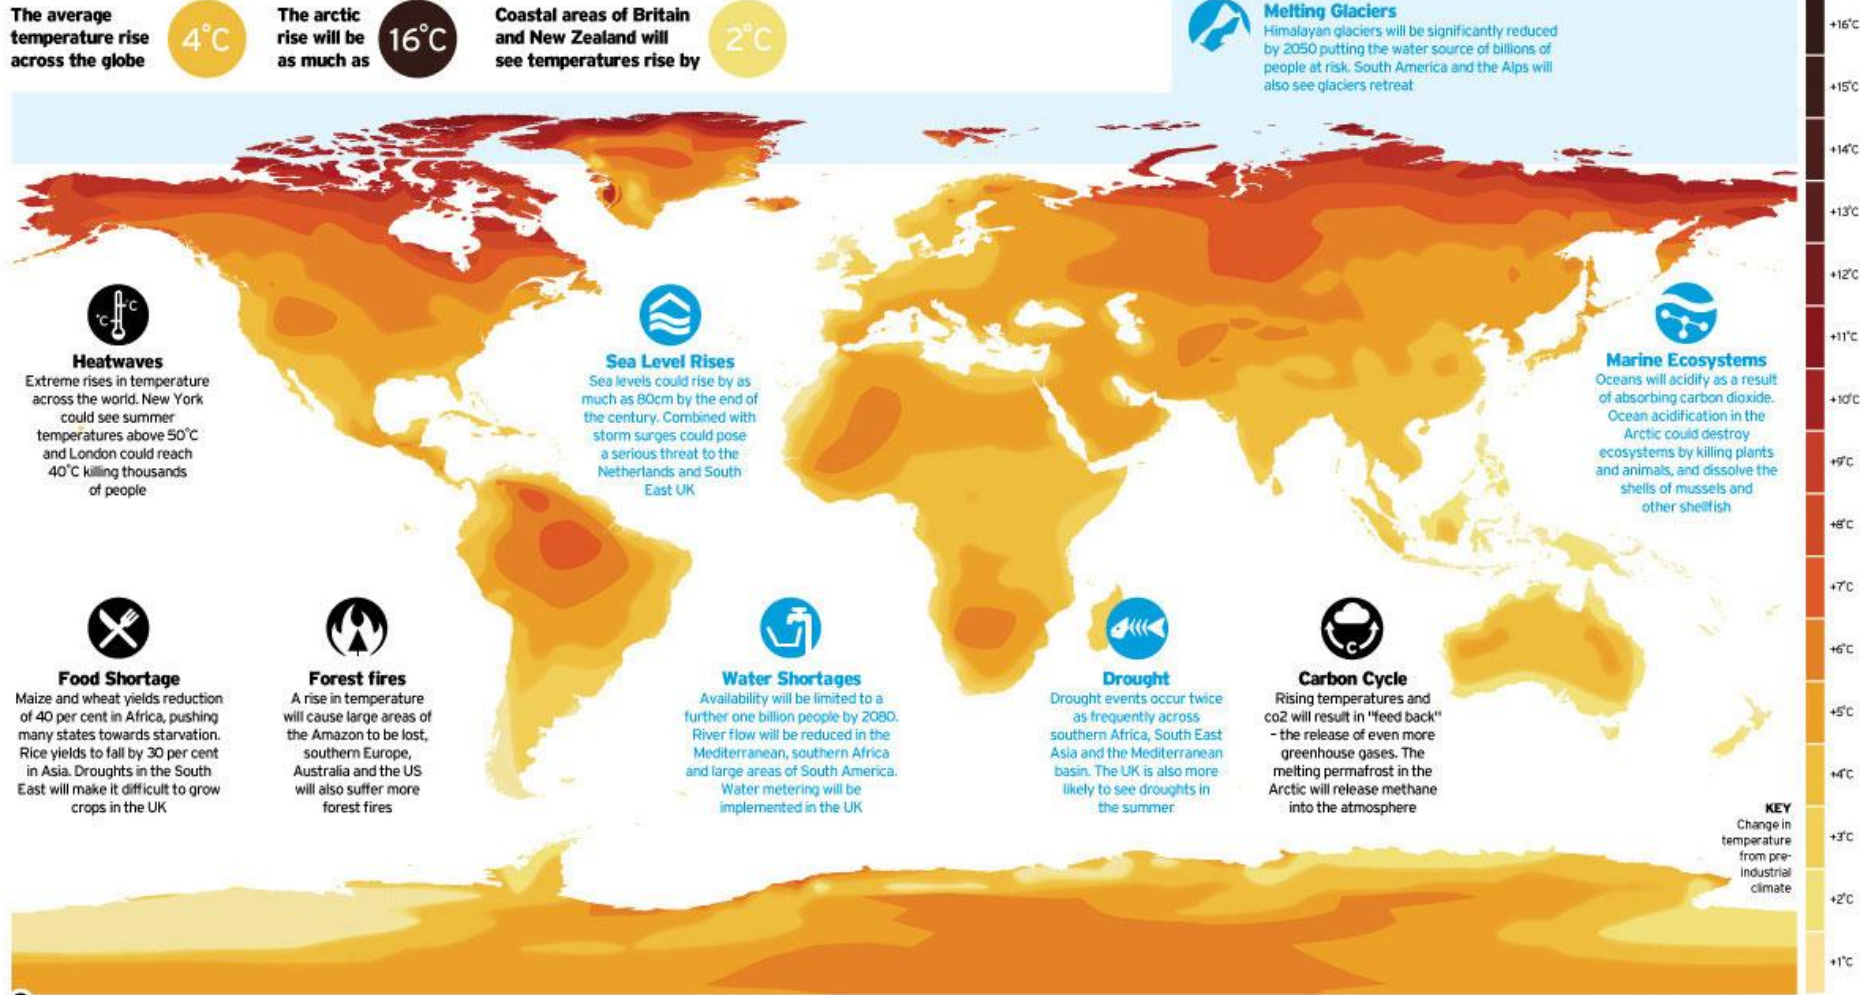 The average
temperature rise
across the globe
4°C
The arctic
rise will be
as much as
16°C
Coastal areas of Britain
and New Zealand will
see temperatures rise by
2°C
Melting Glaciers
Himalayan glaciers will be significantly reduced
by 2050 putting the water source of billions of
people at risk. South America and the Alps will
also see glaciers retreat
°C
°C
Heatwaves
Extreme rises in temperature
across the world. New York
could see summer
temperatures above 50°C
and London could reach
40°C killing thousands
of people
Sea Level Rises
Sea levels could rise by as
much as 80cm by the end of
the century. Combined with
storm surges could pose
a serious threat to the
Netherlands and South
East UK
Marine Ecosystems
Oceans will acidify as a result
of absorbing carbon dioxide.
Ocean acidification in the
Arctic could destroy
ecosystems by killing plants
and animals, and dissolve the
shells of mussels and
other shellfish
Food Shortage
Maize and wheat yields reduction
of 40 per cent in Africa, pushing
many states towards starvation.
Rice yields to fall by 30 per cent
in Asia. Droughts in the South
East will make it difficult to grow
crops in the UK
Forest fires
A rise in temperature
will cause large areas of
the Amazon to be lost,
southern Europe,
Australia and the US
will also suffer more
forest fires
Water Shortages
Availability will be limited to a
further one billion people by 2080.
River flow will be reduced in the
Mediterranean, southern Africa
and large areas of South America.
Water metering will be
implemented in the UK
Drought
Drought events occur twice
as frequently across
southern Africa, South East
Asia and the Mediterranean
basin. The UK is also more
likely to see droughts in
the summer
C
Carbon Cycle
Rising temperatures and
co2 will result in "feed back"
- the release of even more
greenhouse gases. The
melting permafrost in the
Arctic will release methane
into the atmosphere
KEY
Change in
temperature
from pre-
industrial
climate
+16°C
+15°C
+14°C
+13°C
+12°C
+11°C
+10°C
+9°C
+8°C
+7°C
+6°C
+5°C
+4°C
+3°C
+2°C
+1°C